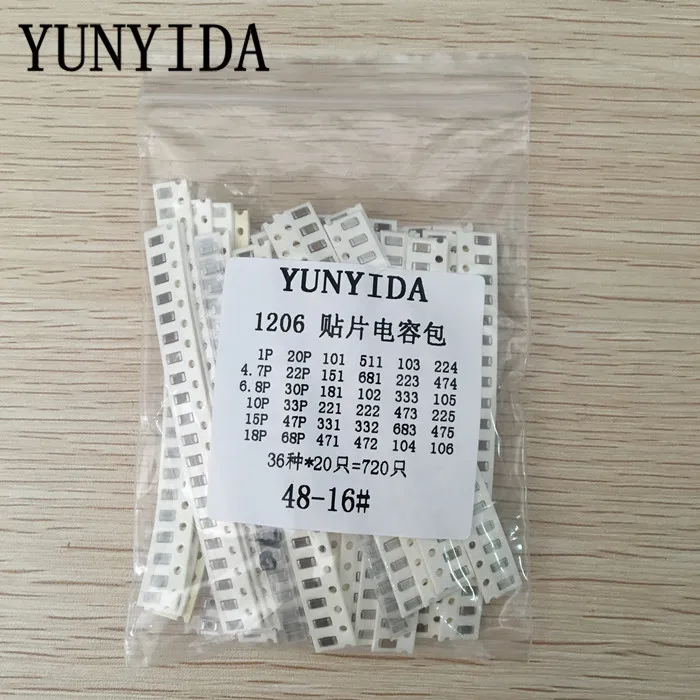 YUNYIDA
YUNYIDA
1206 贴片电容包
1P 20P 101 511 103 224
4.7P 22P 151 681 223 474
6.8P 30P 181 102 333 105
10P 33P 221 222 473 225
15P 47P 331 332 683 475
18P 68P 471 472 104 106
36种*20只=720只
48-16#